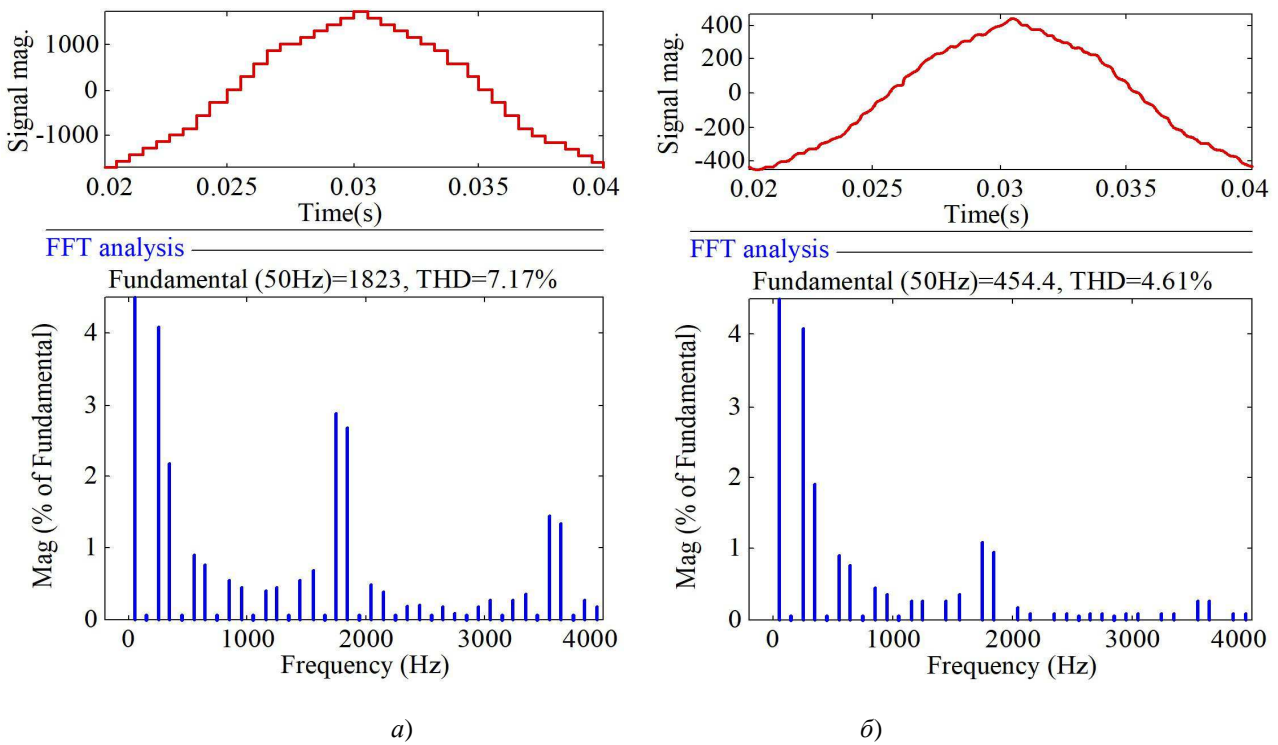 Signal mag.
1000
0
-1000
0.02 0.025 0.03 0.035 0.04
Time(s)
FFT analysis
Fundamental (50Hz)=1823, THD=7.17%
Mag (% of Fundamental)
4
3
2
1
0
0 1000 2000 3000 4000
Frequency (Hz)
а)
Signal mag.
400
200
0
-200
-400
0.02 0.025 0.03 0.035 0.04
Time(s)
FFT analysis
Fundamental (50Hz)=454.4, THD=4.61%
Mag (% of Fundamental)
4
3
2
1
0
0 1000 2000 3000 4000
Frequency (Hz)
б)